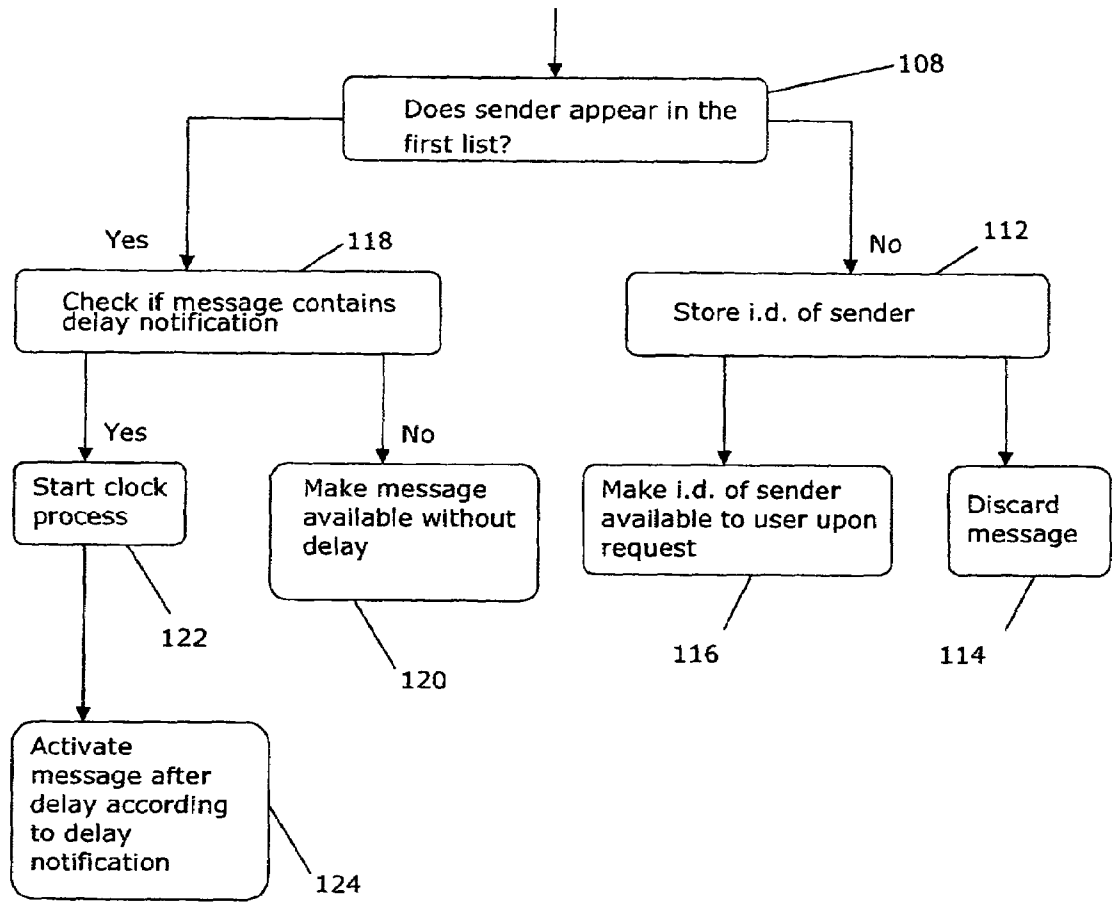 108
Does sender appear in the
first list?
Yes
118
No
112
Check if message contains
delay notification
Store i.d. of sender
Yes
No
Start clock
process
Make message
available without
delay
Make i.d. of sender
available to user upon
request
Discard
message
122
120
116
114
Activate
message after
delay according
to delay
notification
124